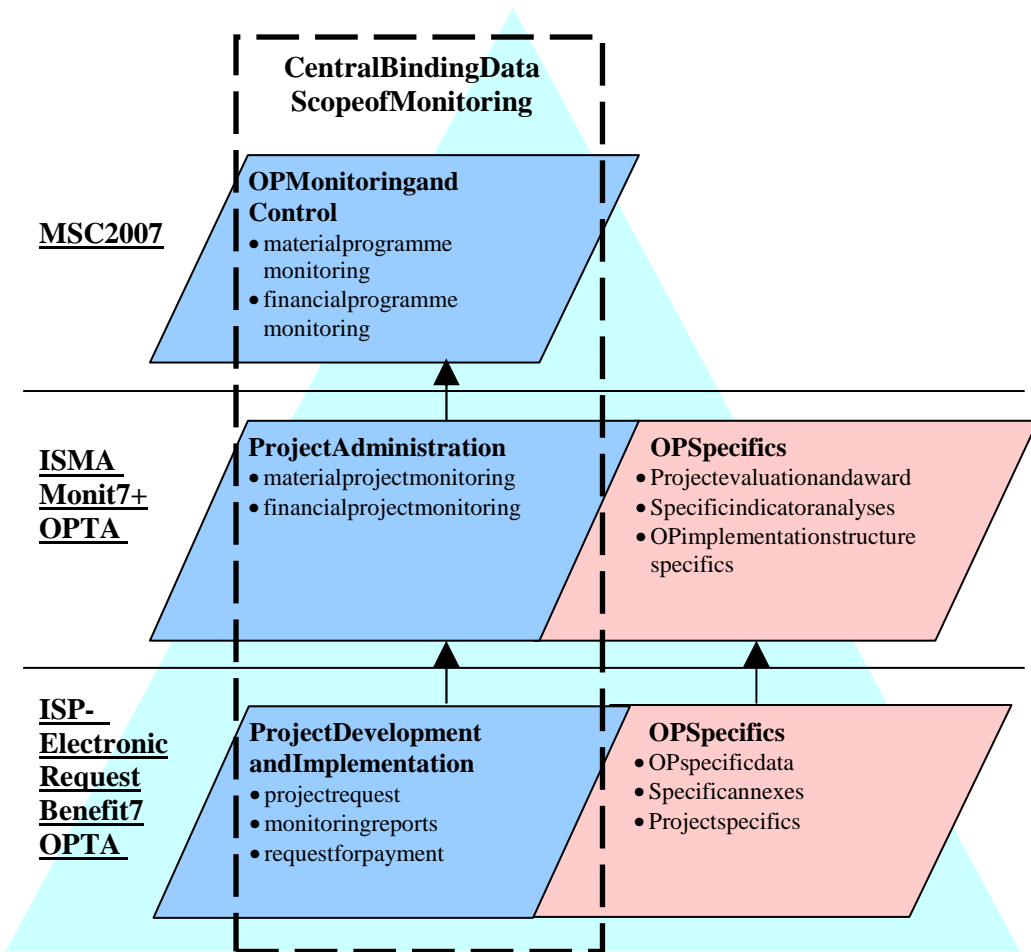 CentralBindingData
ScopeofMonitoring
MSC2007
OPMonitoringand
Control
• materialprogramme
monitoring
• financialprogramme
monitoring
ISMA
Monit7+
OPTA
ProjectAdministration
• materialprojectmonitoring
• financialprojectmonitoring
OPSpecifics
• Projectevaluationandaward
• Specificindicatoranalyses
• OPimplementationstructure
specifics
ISP-
Electronic
Request
Benefit7
OPTA
ProjectDevelopment
andImplementation
• projectrequest
• monitoringreports
• requestforpayment
OPSpecifics
• OPspecificdata
• Specificannexes
• Projectspecifics